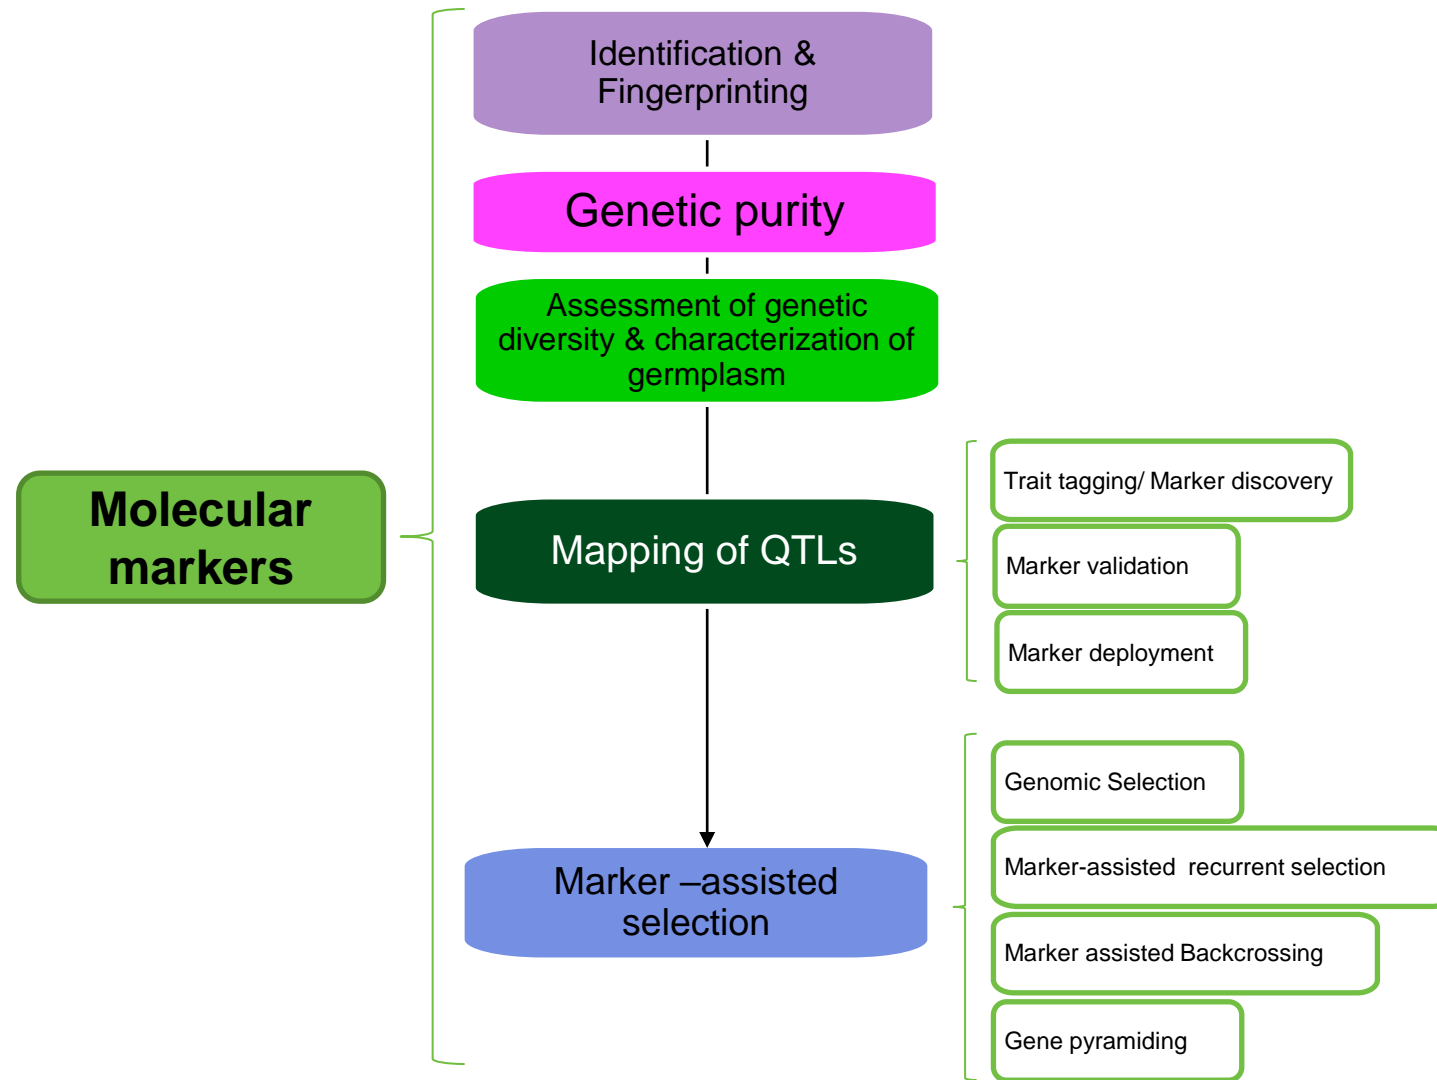 Identification &
Fingerprinting
Genetic purity
Assessment of genetic
diversity & characterization of
germplasm
Molecular
markers
Mapping of QTLs
Trait tagging/ Marker discovery
Marker validation
Marker deployment
Marker –assisted
selection
Genomic Selection
Marker-assisted  recurrent selection
Marker assisted Backcrossing
Gene pyramiding